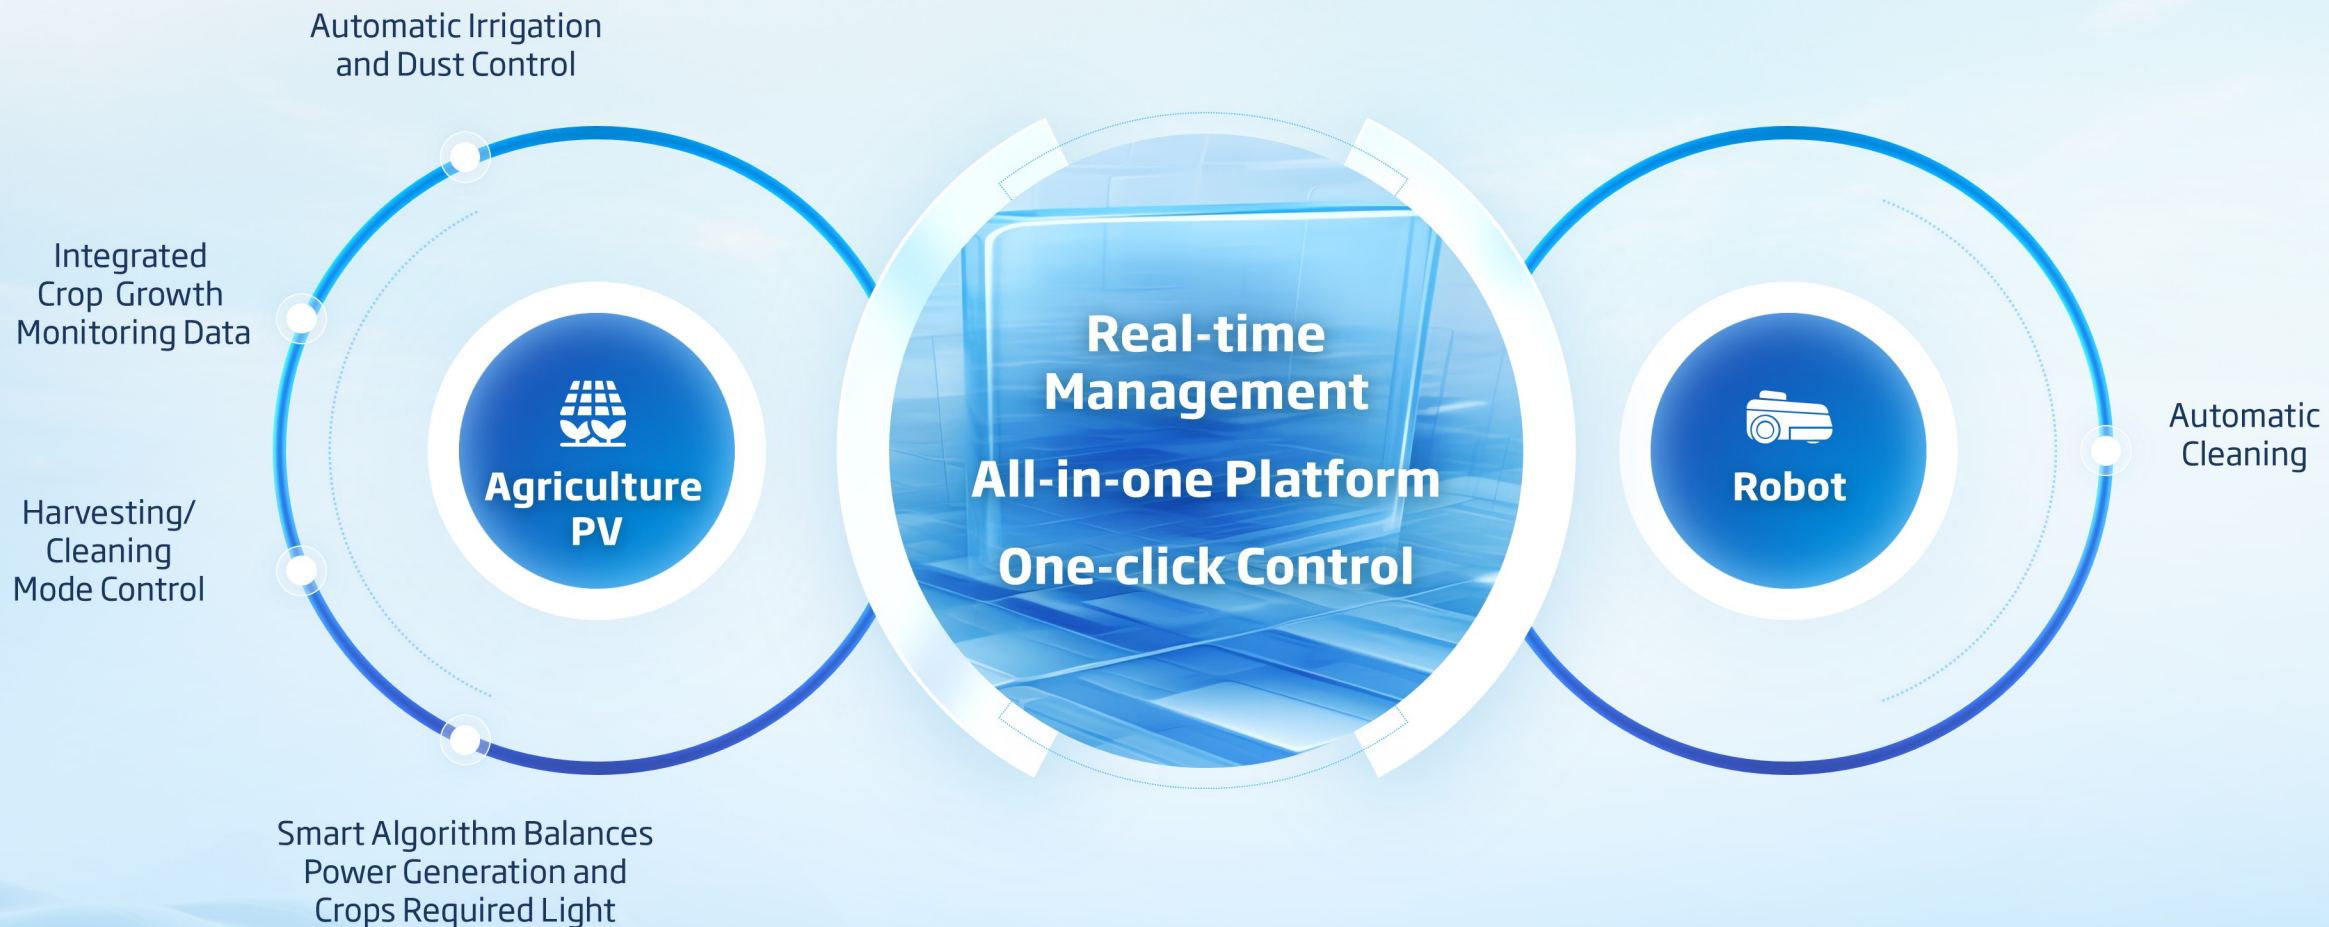 Automatic Irrigation
and Dust Control
Integrated
Crop Growth
Monitoring Data
Harvesting/
Cleaning
Mode Control
Smart Algorithm Balances
Power Generation and
Crops Required Light
Agriculture
PV
Real-time
Management
All-in-one Platform
One-click Control
Robot
Automatic
Cleaning